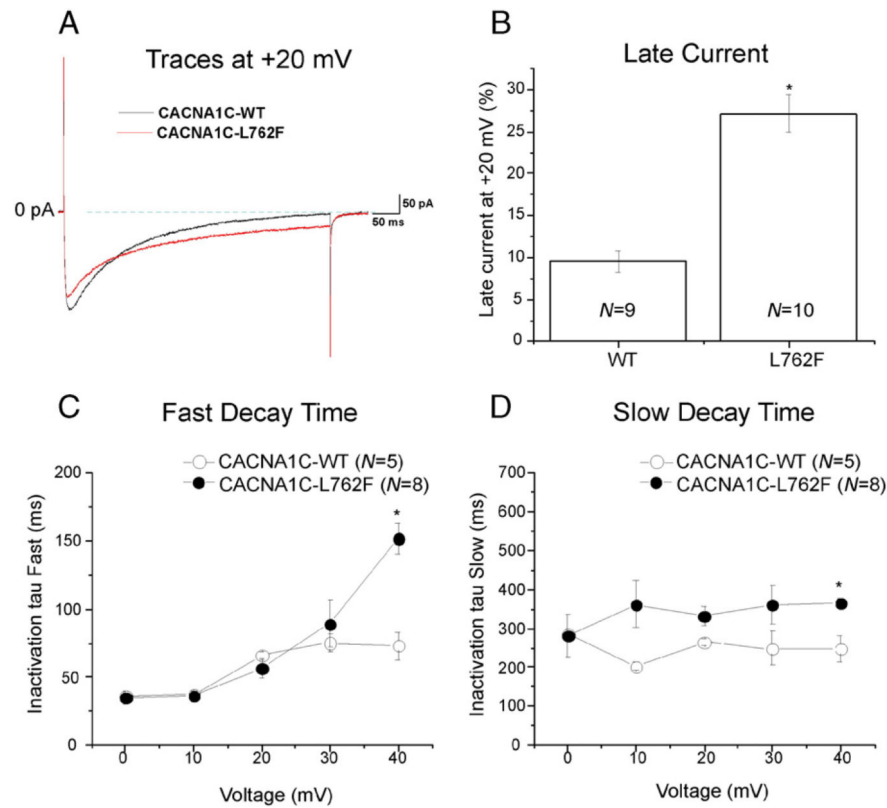 A
Traces at +20 mV
CACNA1C-WT
CACNA1C-L762F
0 pA
50 pA
50 ms
B
Late Current
Late current at +20 mV (%)
30
25
20
15
10
5
0
*
N=9
N=10
WT
L762F
C
Fast Decay Time
CACNA1C-WT (N=5)
CACNA1C-L762F (N=8)
Inactivation tau Fast (ms)
200
150
100
50
0
*
0 10 20 30 40
Voltage (mV)
D
Slow Decay Time
CACNA1C-WT (N=5)
CACNA1C-L762F (N=8)
Inactivation tau Slow (ms)
700
600
500
400
300
200
100
0
*
0 10 20 30 40
Voltage (mV)